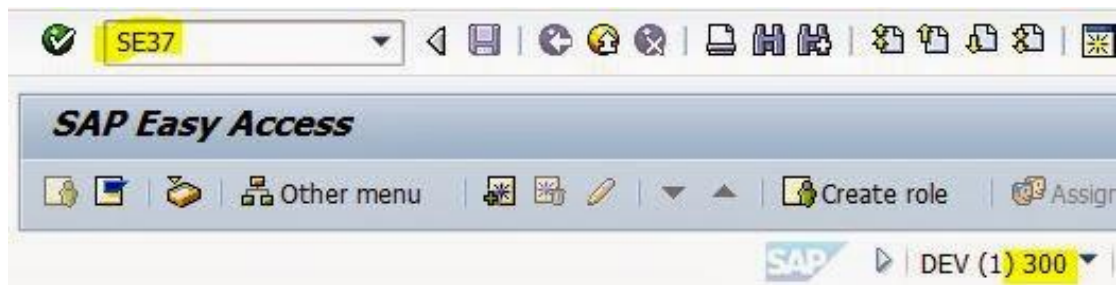 SE37
SAP Easy Access
Other menu Create role Assign
SAP DEV (1) 300